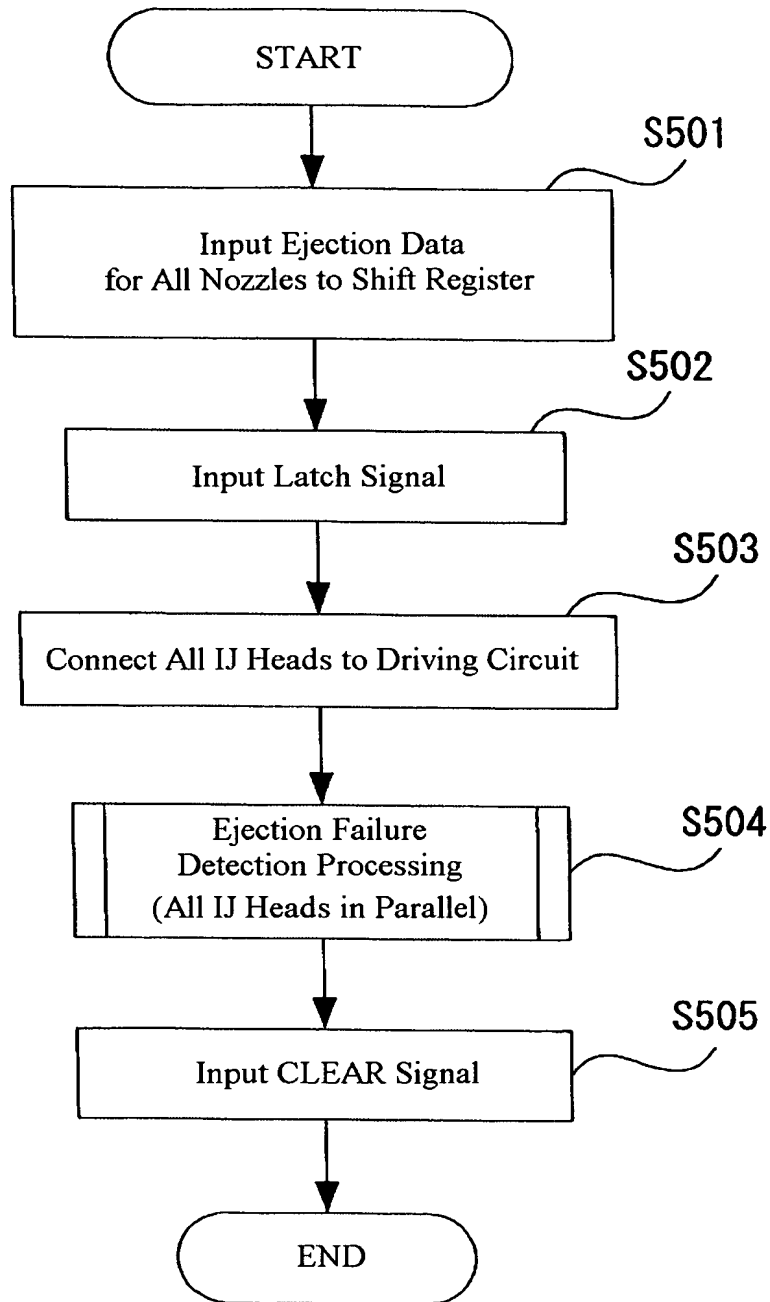 START
S501
Input Ejection Data
for All Nozzles to Shift Register
S502
Input Latch Signal
S503
Connect All IJ Heads to Driving Circuit
S504
Ejection Failure
Detection Processing
(All IJ Heads in Parallel)
S505
Input CLEAR Signal
END